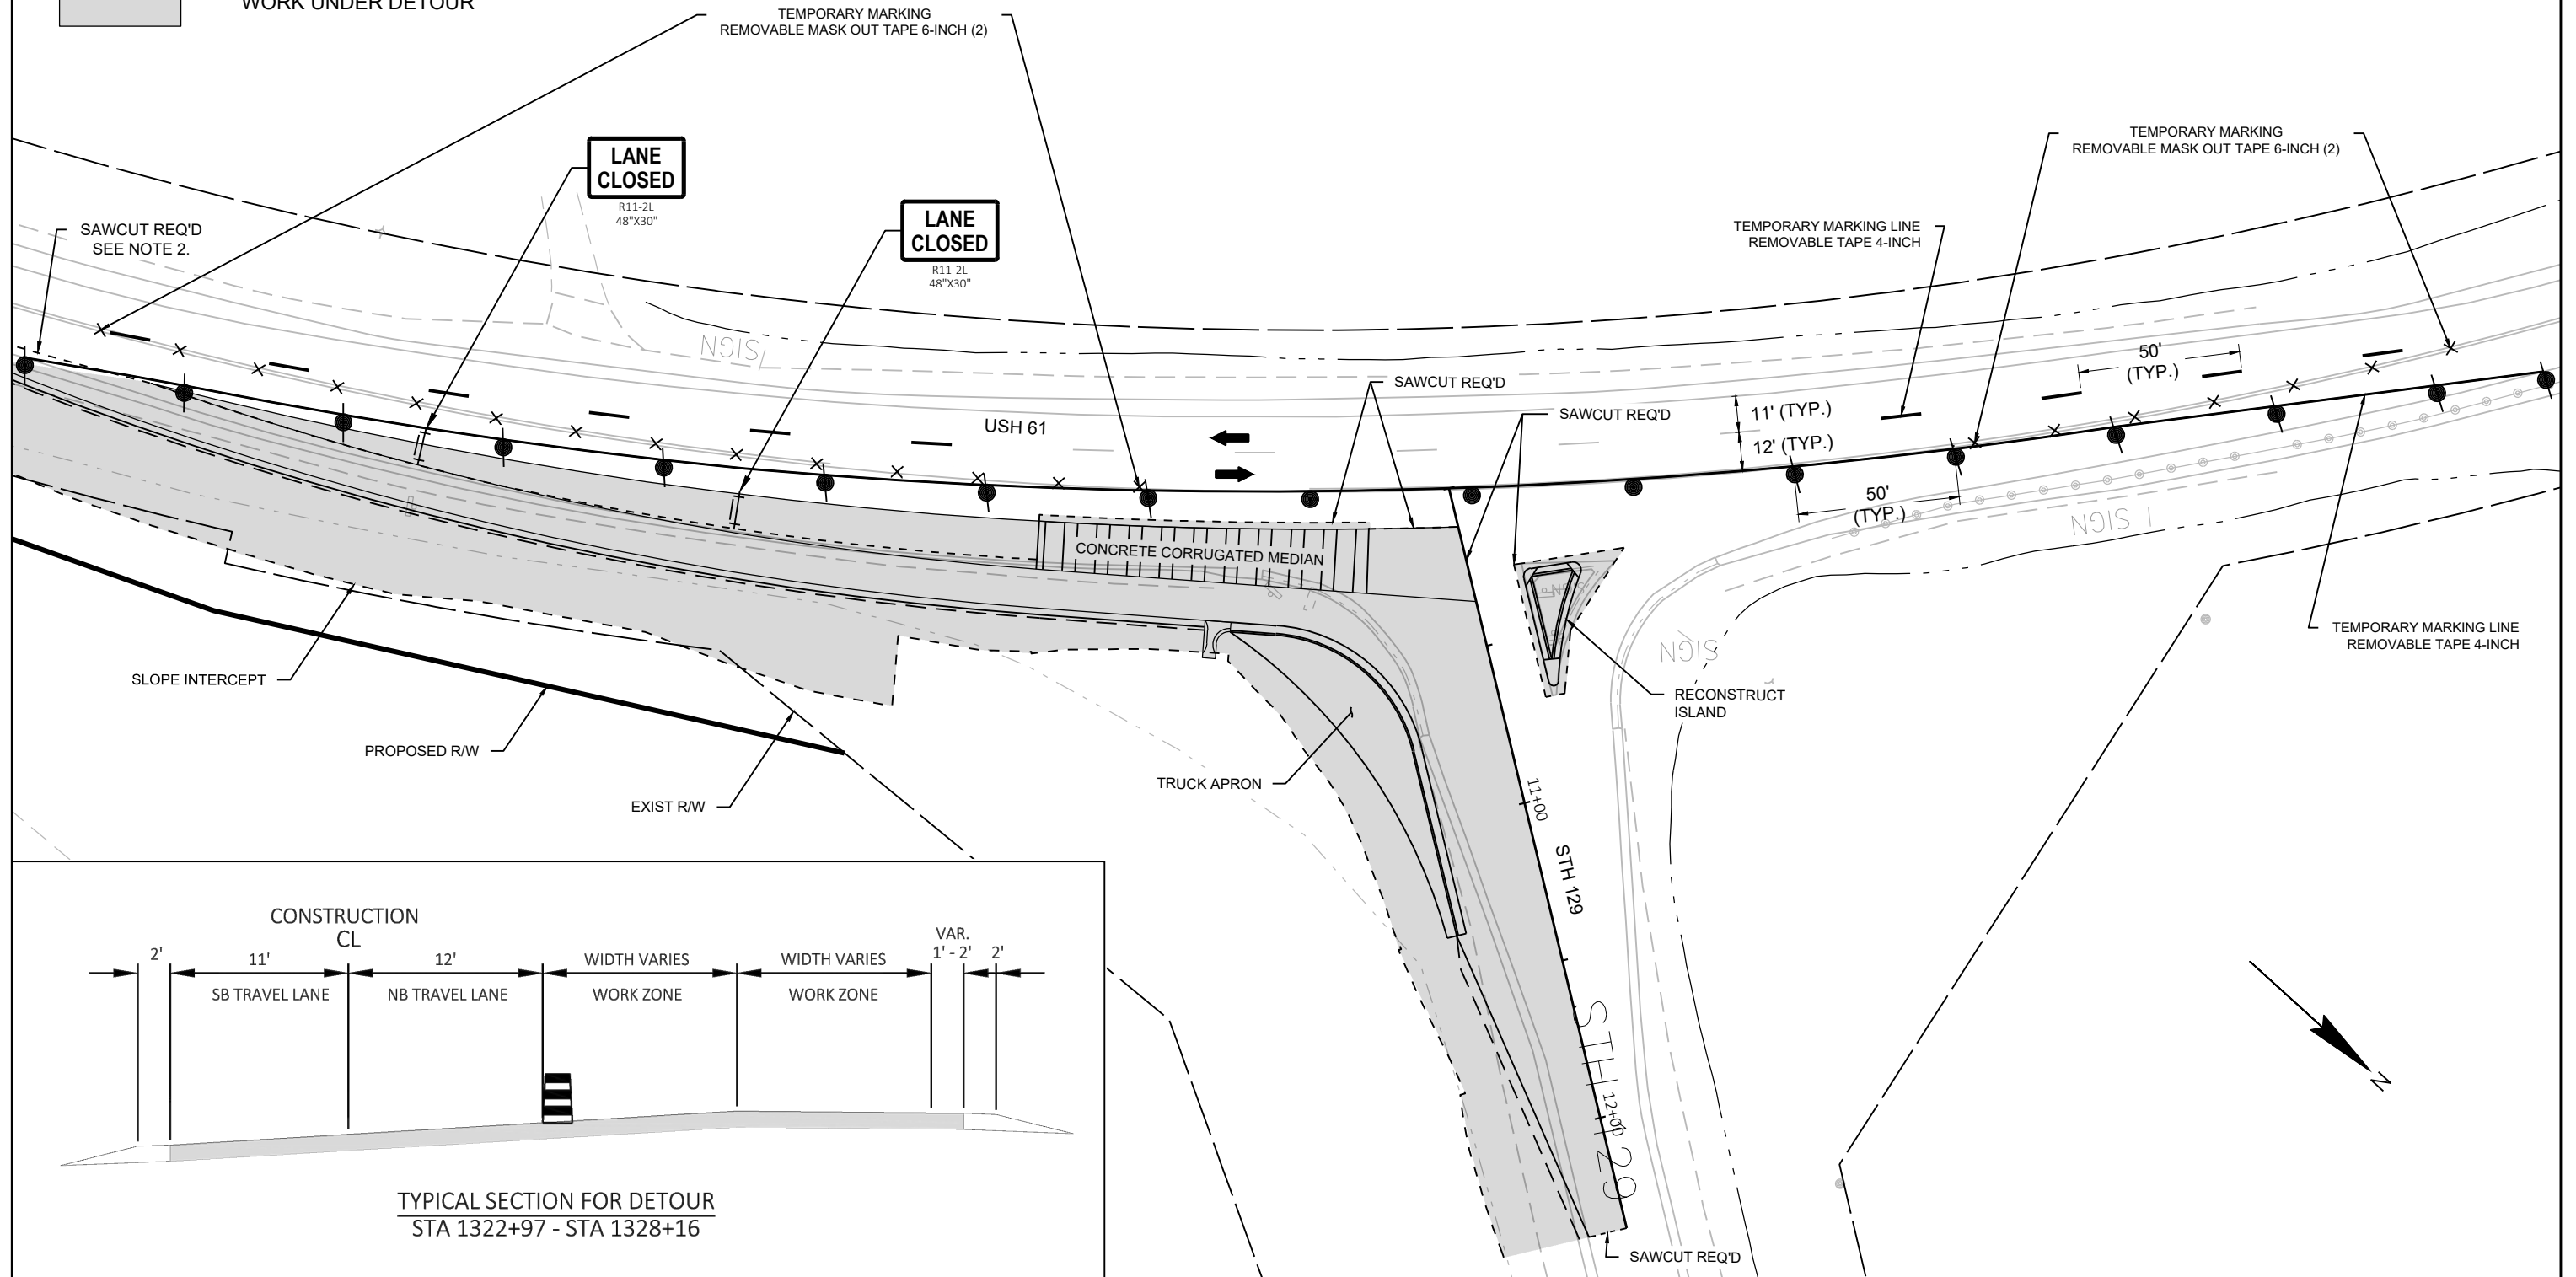 WORK UNDER DETOUR
TEMPORARY MARKING
REMOVABLE MASK OUT TAPE 6-INCH (2)
LANE
CLOSED
R11-2L
48"X30"
LANE
CLOSED
R11-2L
48"X30"
TEMPORARY MARKING
REMOVABLE MASK OUT TAPE 6-INCH (2)
SAWCUT REQ'D
SEE NOTE 2.
TEMPORARY MARKING LINE
REMOVABLE TAPE 4-INCH
SIGN
50'
(TYP.)
SAWCUT REQ'D
SAWCUT REQ'D
USH 61
11' (TYP.)
12' (TYP.)
50'
(TYP.)
SIGN
CONCRETE CORRUGATED MEDIAN
SIGN
SIGN
TEMPORARY MARKING LINE
REMOVABLE TAPE 4-INCH
SLOPE INTERCEPT
RECONSTRUCT
ISLAND
PROPOSED R/W
TRUCK APRON
EXIST R/W
11+00
STH 129
STH 129
12+00
N
CONSTRUCTION
CL
2'
11'
12'
WIDTH VARIES
WIDTH VARIES
VAR.
1' - 2'
2'
SB TRAVEL LANE
NB TRAVEL LANE
WORK ZONE
WORK ZONE
TYPICAL SECTION FOR DETOUR
STA 1322+97 - STA 1328+16
SAWCUT REQ'D